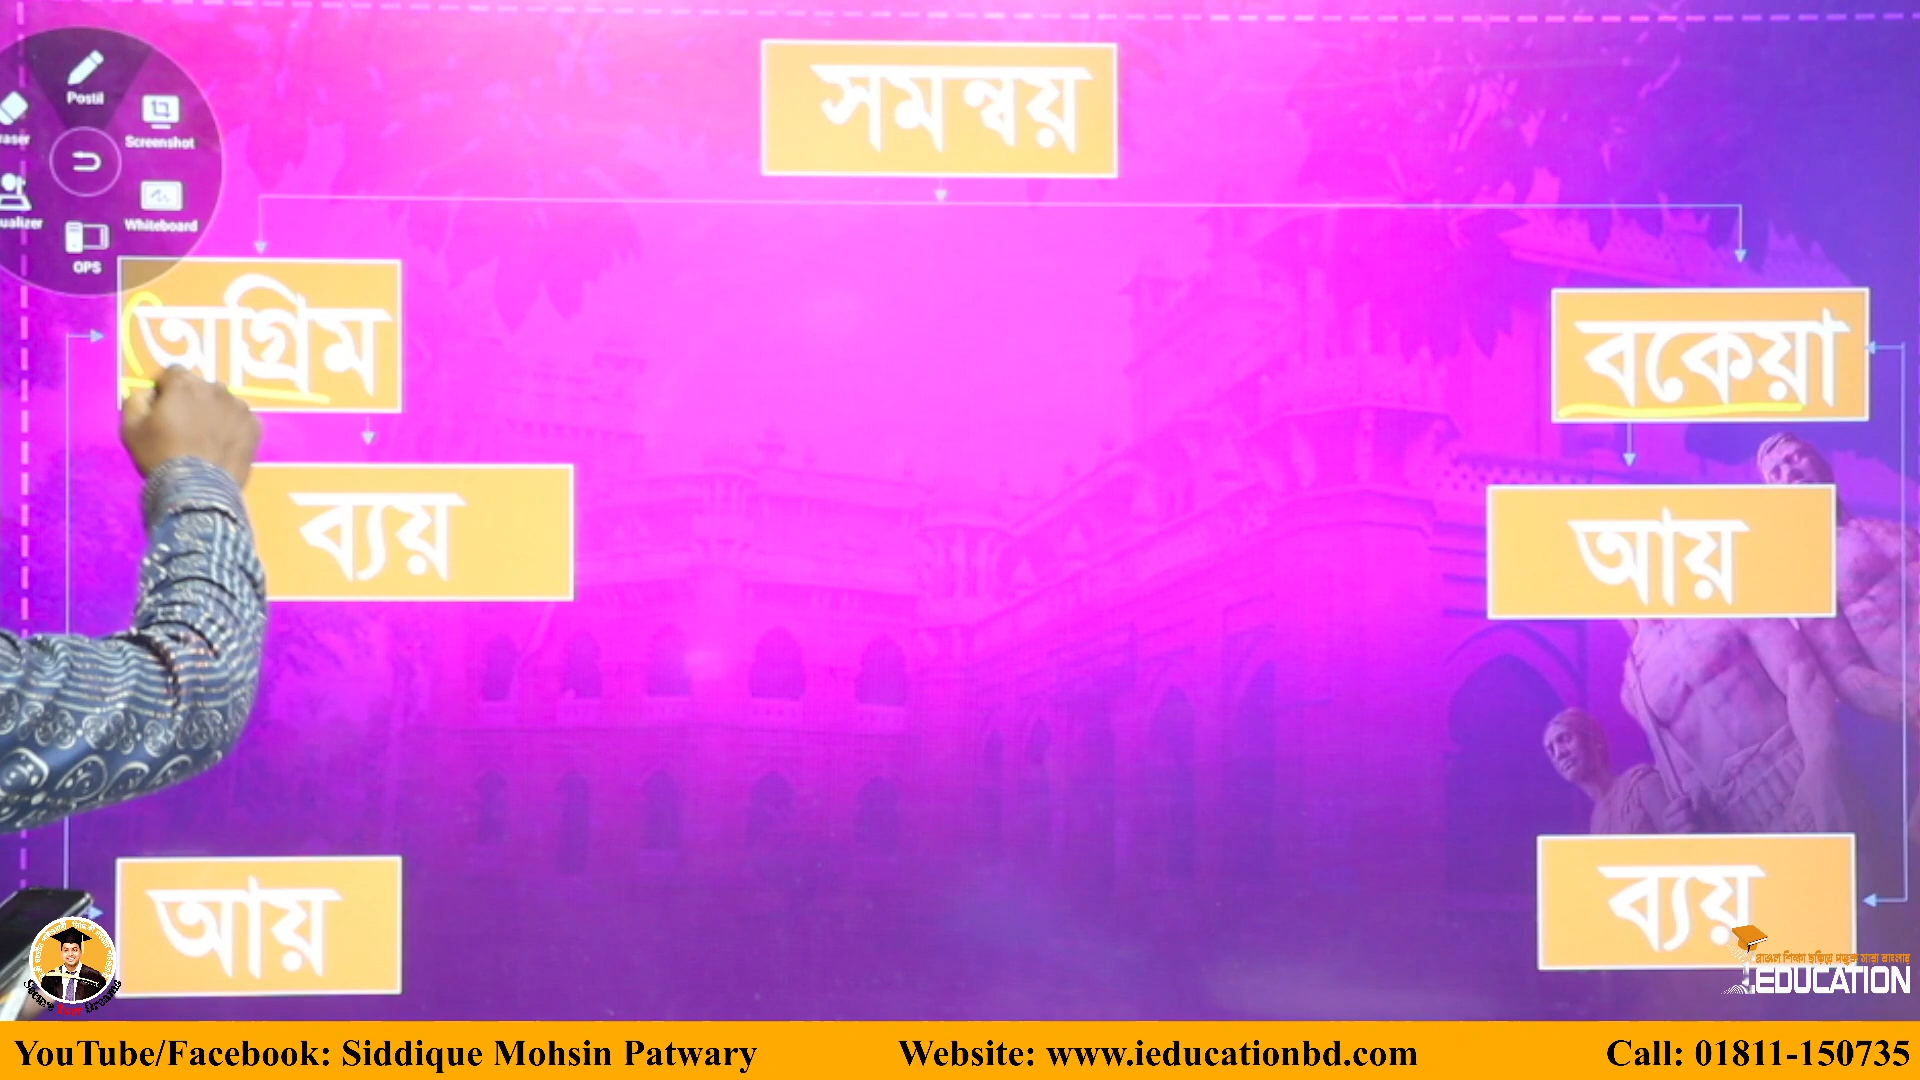 সমন্বয়
Postil
Screenshot
Whiteboard
OPS
অগ্রিম
বকেয়া
ব্যয়
আয়
আয়
ব্যয়
EDUCATION
YouTube/Facebook: Siddique Mohsin Patwary
Website: www.ieducationbd.com
Call: 01811-150735